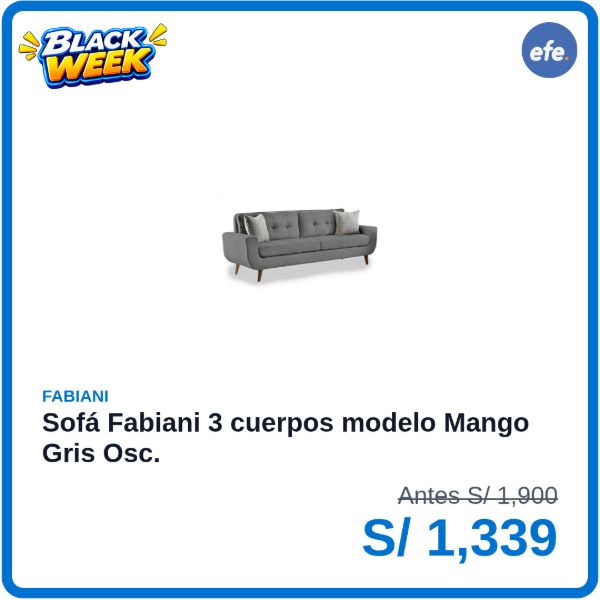 BLACK
WEEK
efe.
FABIANI
Sofá Fabiani 3 cuerpos modelo Mango
Gris Osc.
Antes S/ 1,900
S/ 1,339